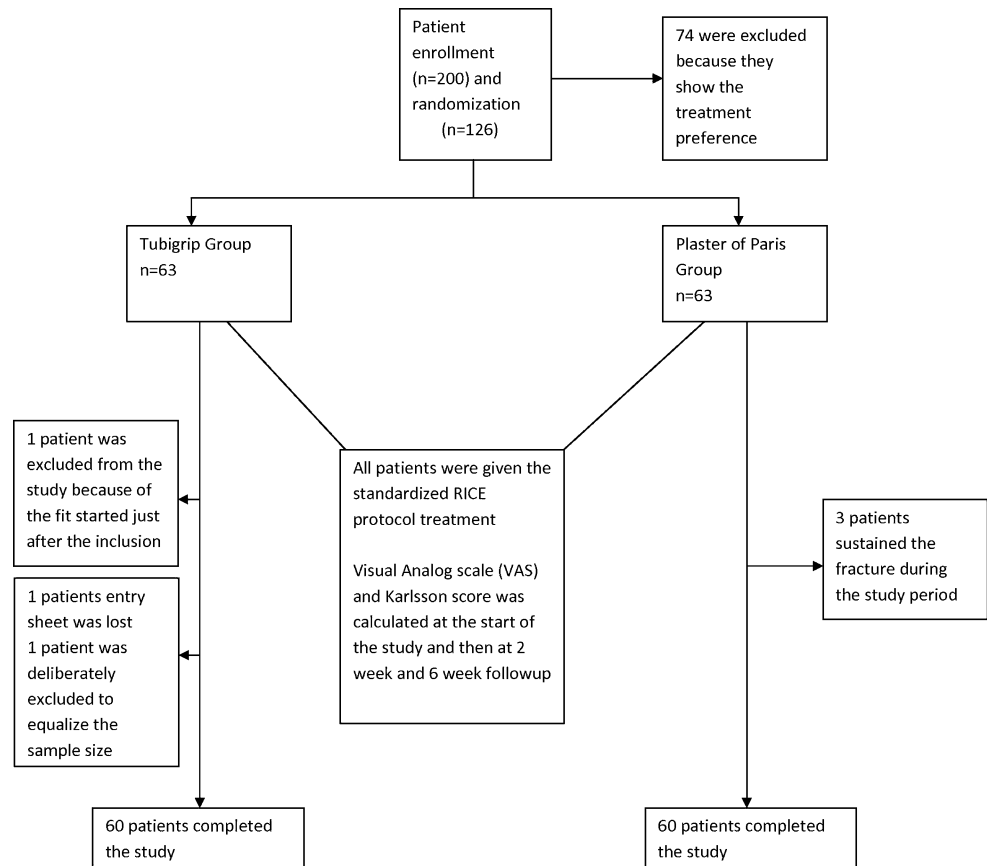 Patient
enrollment
(n=200) and
randomization
(n=126)
74 were excluded
because they
show the
treatment
preference
Tubigrip Group
n=63
Plaster of Paris
Group
n=63
1 patient was
excluded from the
study because of
the fit started just
after the inclusion
All patients were given the
standardized RICE
protocol treatment
Visual Analog scale (VAS)
and Karlsson score was
calculated at the start of
the study and then at 2
week and 6 week followup
3 patients
sustained the
fracture during
the study period
1 patients entry
sheet was lost
1 patient was
deliberately
excluded to
equalize the
sample size
60 patients completed
the study
60 patients completed
the study